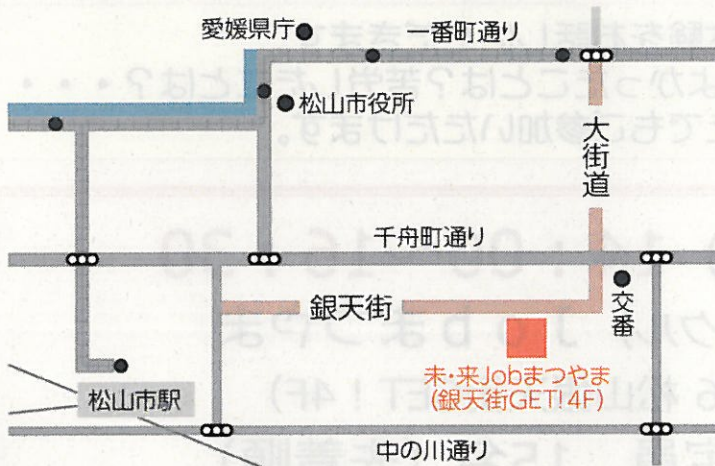 愛媛県庁
一番町通り
松山市役所
大街道
千舟町通り
銀天街
交番
未・来Jobまつやま
(銀天街GET!4F)
松山市駅
中の川通り